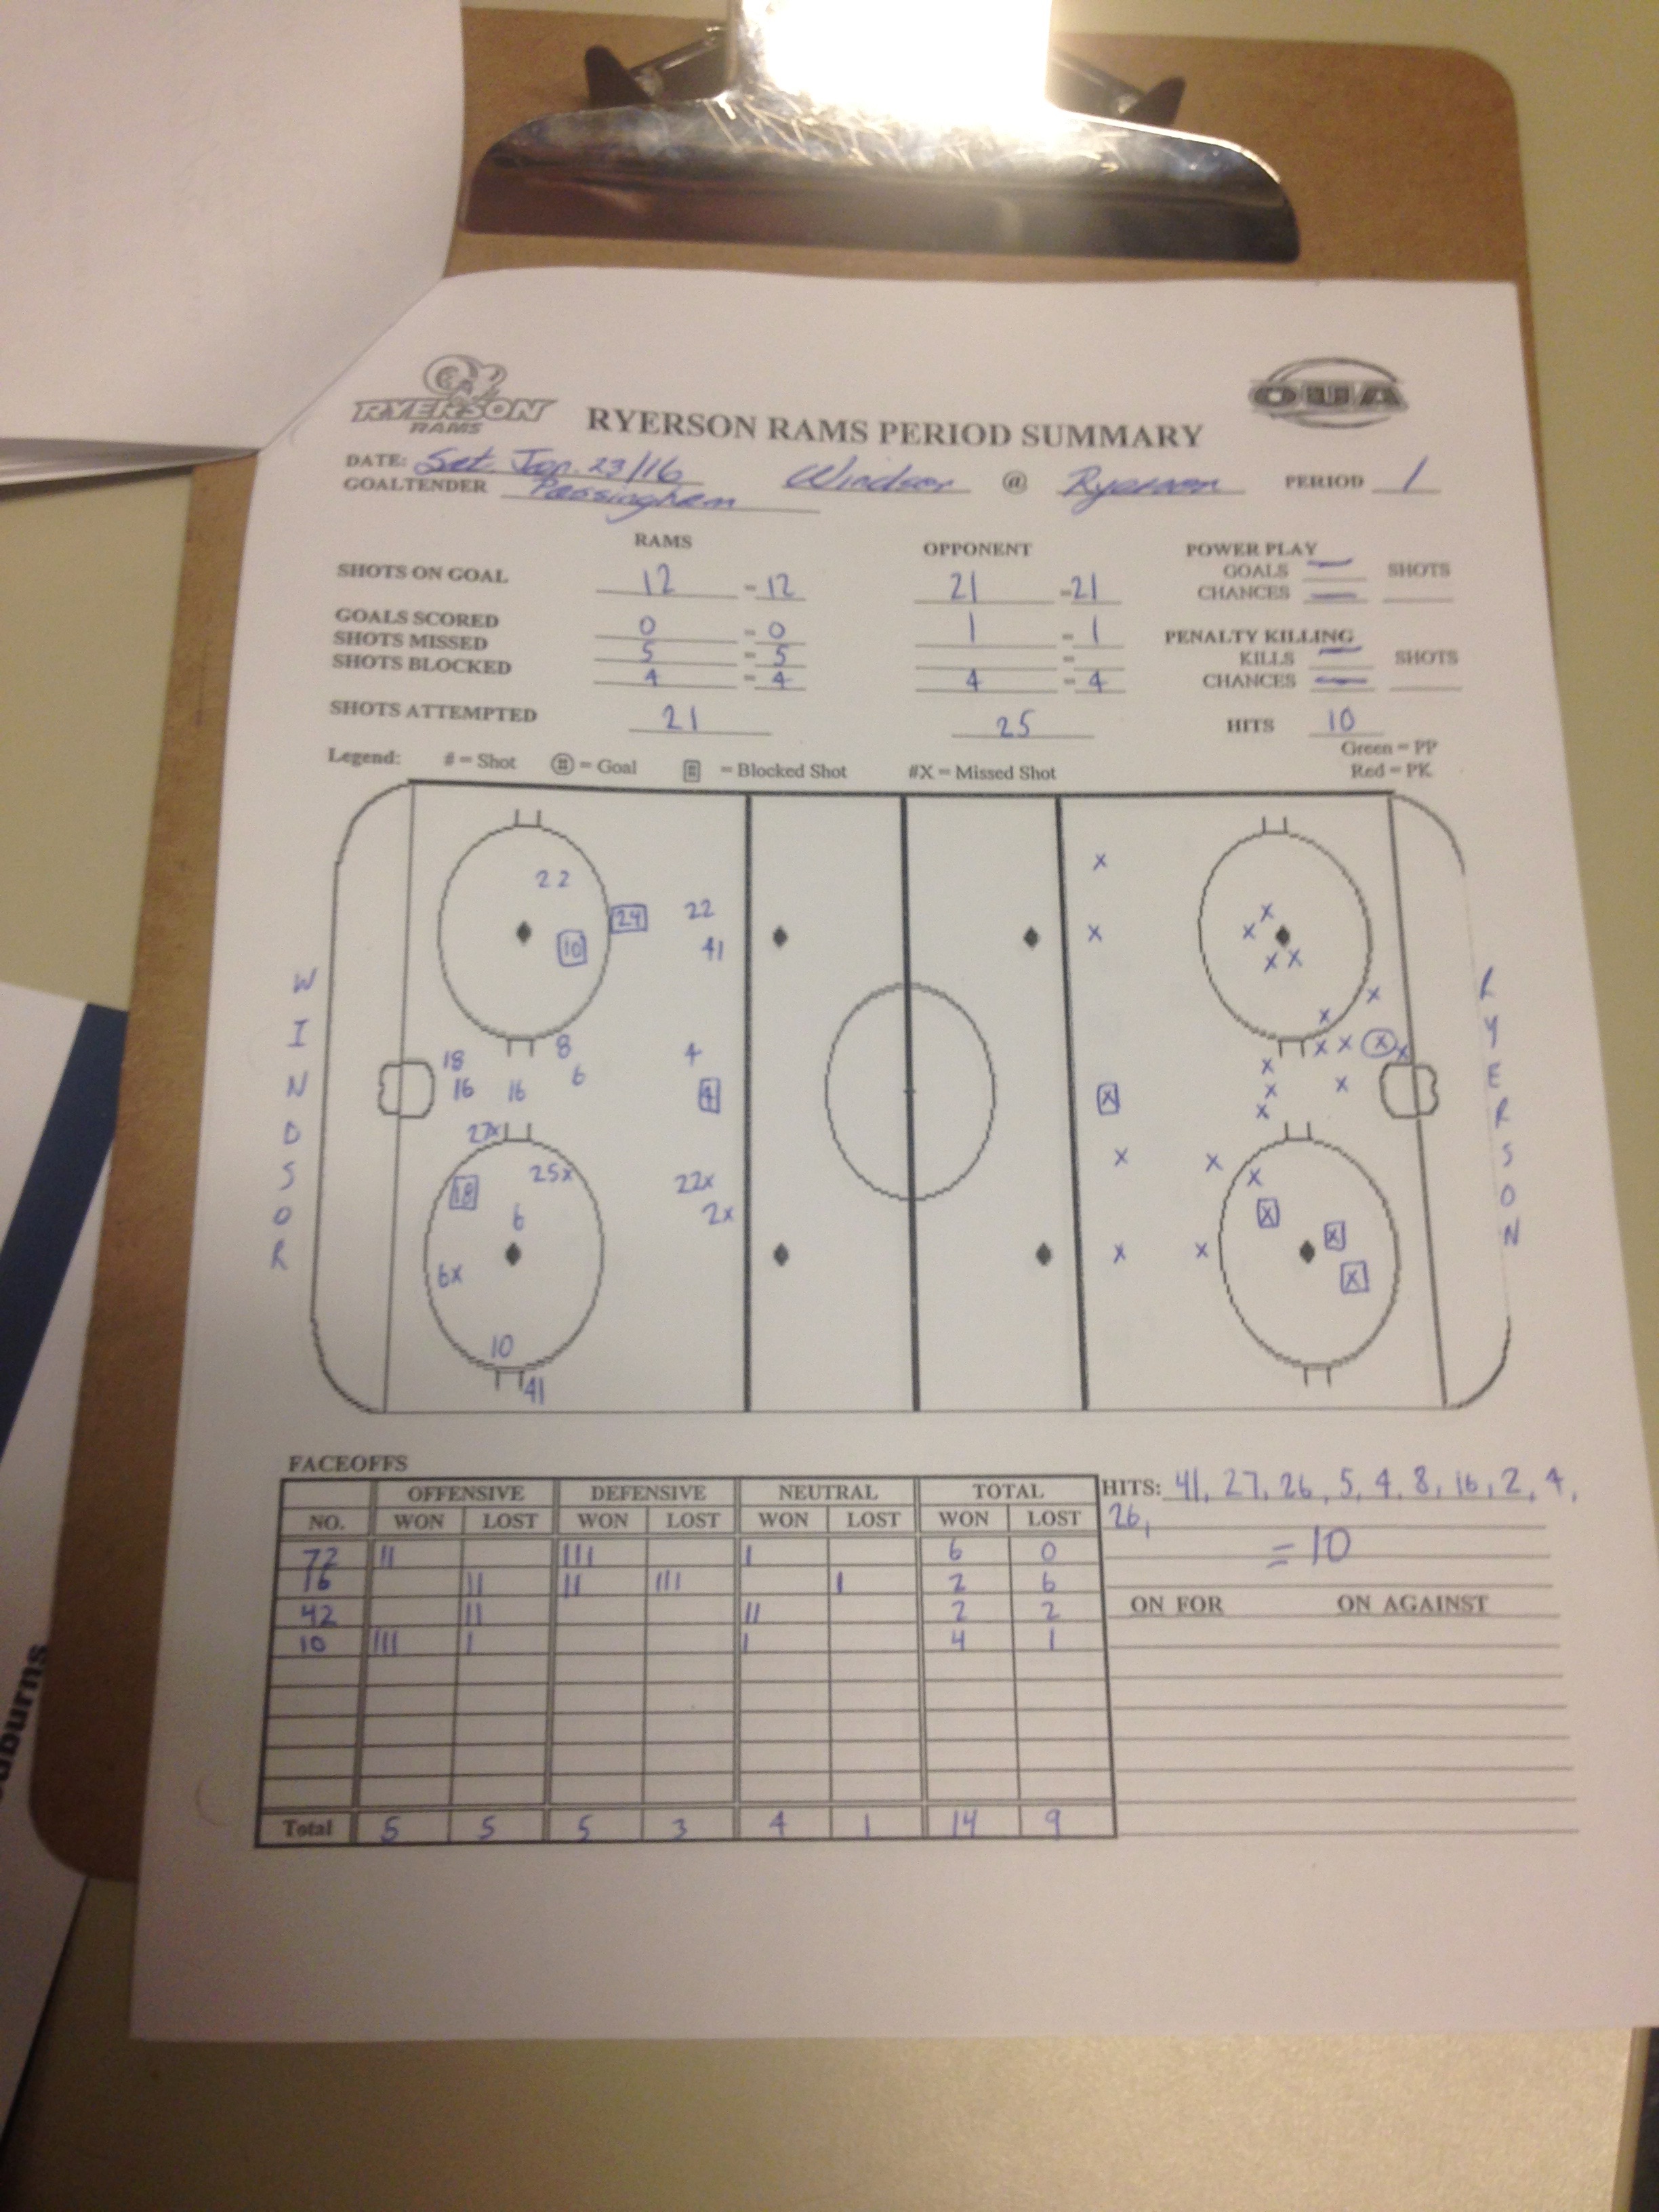 RYERSON
RAMS
OUA
RYERSON RAMS PERIOD SUMMARY
DATE: Sat. Jan. 23/16 Windsor @ Ryerson PERIOD 1
GOALTENDER Passingham
RAMS OPPONENT POWER PLAY
SHOTS ON GOAL 12 - 12 21 - 21 GOALS — SHOTS
CHANCES —
GOALS SCORED 0 - 0 1 - 1 PENALTY KILLING
SHOTS MISSED 5 - 5 - KILLS — SHOTS
SHOTS BLOCKED 4 - 4 4 - 4 CHANCES —
SHOTS ATTEMPTED 21 25 HITS 10
Legend: # = Shot # = Goal # = Blocked Shot #X = Missed Shot Green = PP
Red = PK
WINDSOR
22
24
22
10
41
18
8
4
16
16
6
4
27x
25x
22x
18
6
2x
6x
10
41
x
x
x
x
x x
x
x
x x x x
x
x
x
x
x
x
x
x
x
x
x
x
x
x
RYERSON
FACEOFFS
OFFENSIVE DEFENSIVE NEUTRAL TOTAL
NO. WON LOST WON LOST WON LOST WON LOST
72 II III I 6 0
16 II II III I 2 6
42 II II 2 2
10 III I I 4 1
Total 5 5 5 3 4 1 14 9
HITS: 41, 27, 26, 5, 4, 8, 16, 2, 4,
26,
= 10
ON FOR ON AGAINST
burns